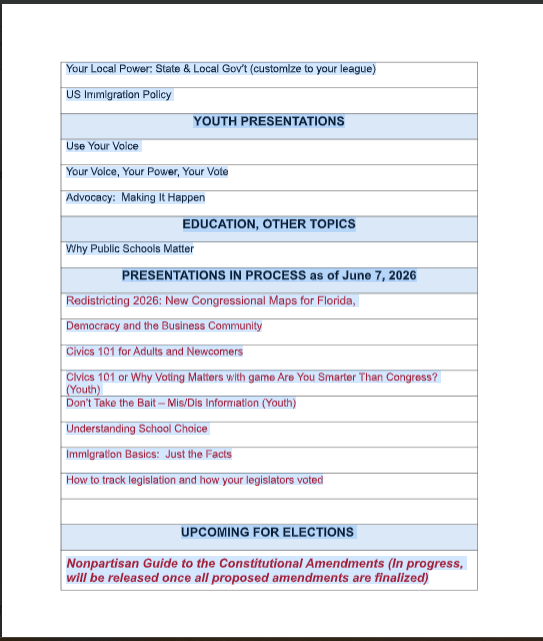 Your Local Power: State & Local Gov't (customize to your league)
US Immigration Policy
YOUTH PRESENTATIONS
Use Your Voice
Your Voice, Your Power, Your Vote
Advocacy:  Making It Happen
EDUCATION, OTHER TOPICS
Why Public Schools Matter
PRESENTATIONS IN PROCESS as of June 7, 2026
Redistricting 2026: New Congressional Maps for Florida,
Democracy and the Business Community
Civics 101 for Adults and Newcomers
Civics 101 or Why Voting Matters with game Are You Smarter Than Congress?
(Youth)
Don't Take the Bait – Mis/Dis Information (Youth)
Understanding School Choice
Immigration Basics:  Just the Facts
How to track legislation and how your legislators voted
UPCOMING FOR ELECTIONS
Nonpartisan Guide to the Constitutional Amendments (In progress,
will be released once all proposed amendments are finalized)